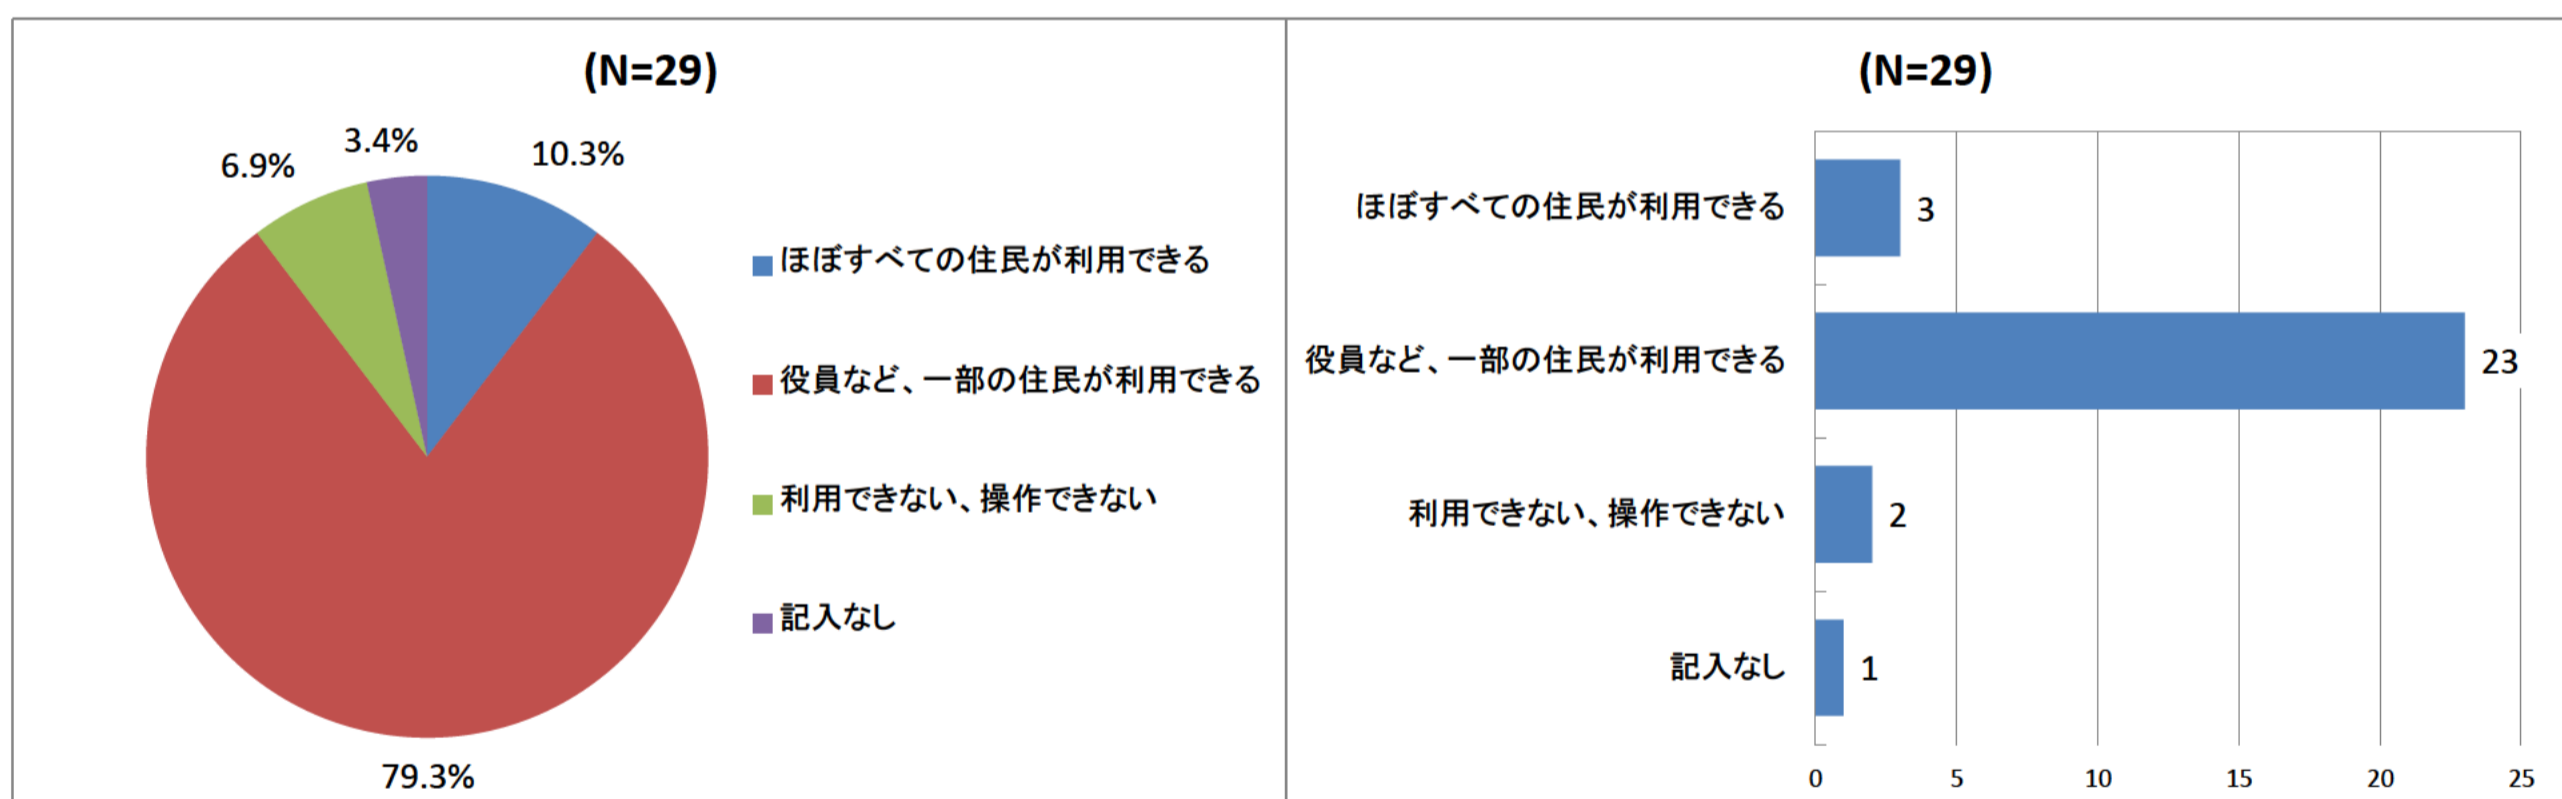 (N=29)
3.4%
6.9%
10.3%
ほぼすべての住民が利用できる
役員など、一部の住民が利用できる
利用できない、操作できない
記入なし
79.3%
(N=29)
ほぼすべての住民が利用できる
3
役員など、一部の住民が利用できる
23
利用できない、操作できない
2
記入なし
1
0 5 10 15 20 25